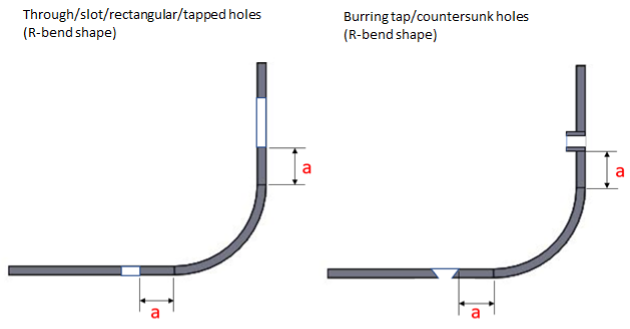 Through/slot/rectangular/tapped holes
(R-bend shape)
Burring tap/countersunk holes
(R-bend shape)
a
a
a
a